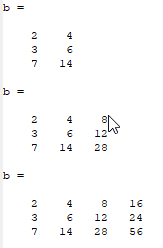 b =
2 4
3 6
7 14
b =
2 4 8
3 6 12
7 14 28
b =
2 4 8 16
3 6 12 24
7 14 28 56